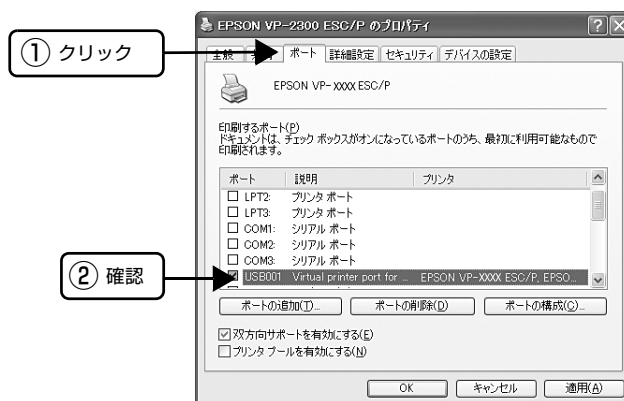 EPSON VP-2300 ESC/P のプロパティ
① クリック
全般 ポート 詳細設定 セキュリティ デバイスの設定
EPSON VP-XXXX ESC/P
印刷するポート(P)
ドキュメントは、チェック ボックスがオンになっているポートのうち、最初に利用可能なもので
印刷されます。
ポート 説明 プリンタ
LPT2: プリンタ ポート
LPT3: プリンタ ポート
COM1: シリアル ポート
COM2: シリアル ポート
COM3: シリアル ポート
② 確認
USB001 Virtual printer port for ... EPSON VP-XXXX ESC/P, EPSO...
ポートの追加(T)... ポートの削除(D) ポートの構成(C)...
双方向サポートを有効にする(E)
プリンタ プールを有効にする(N)
OK キャンセル 適用(A)